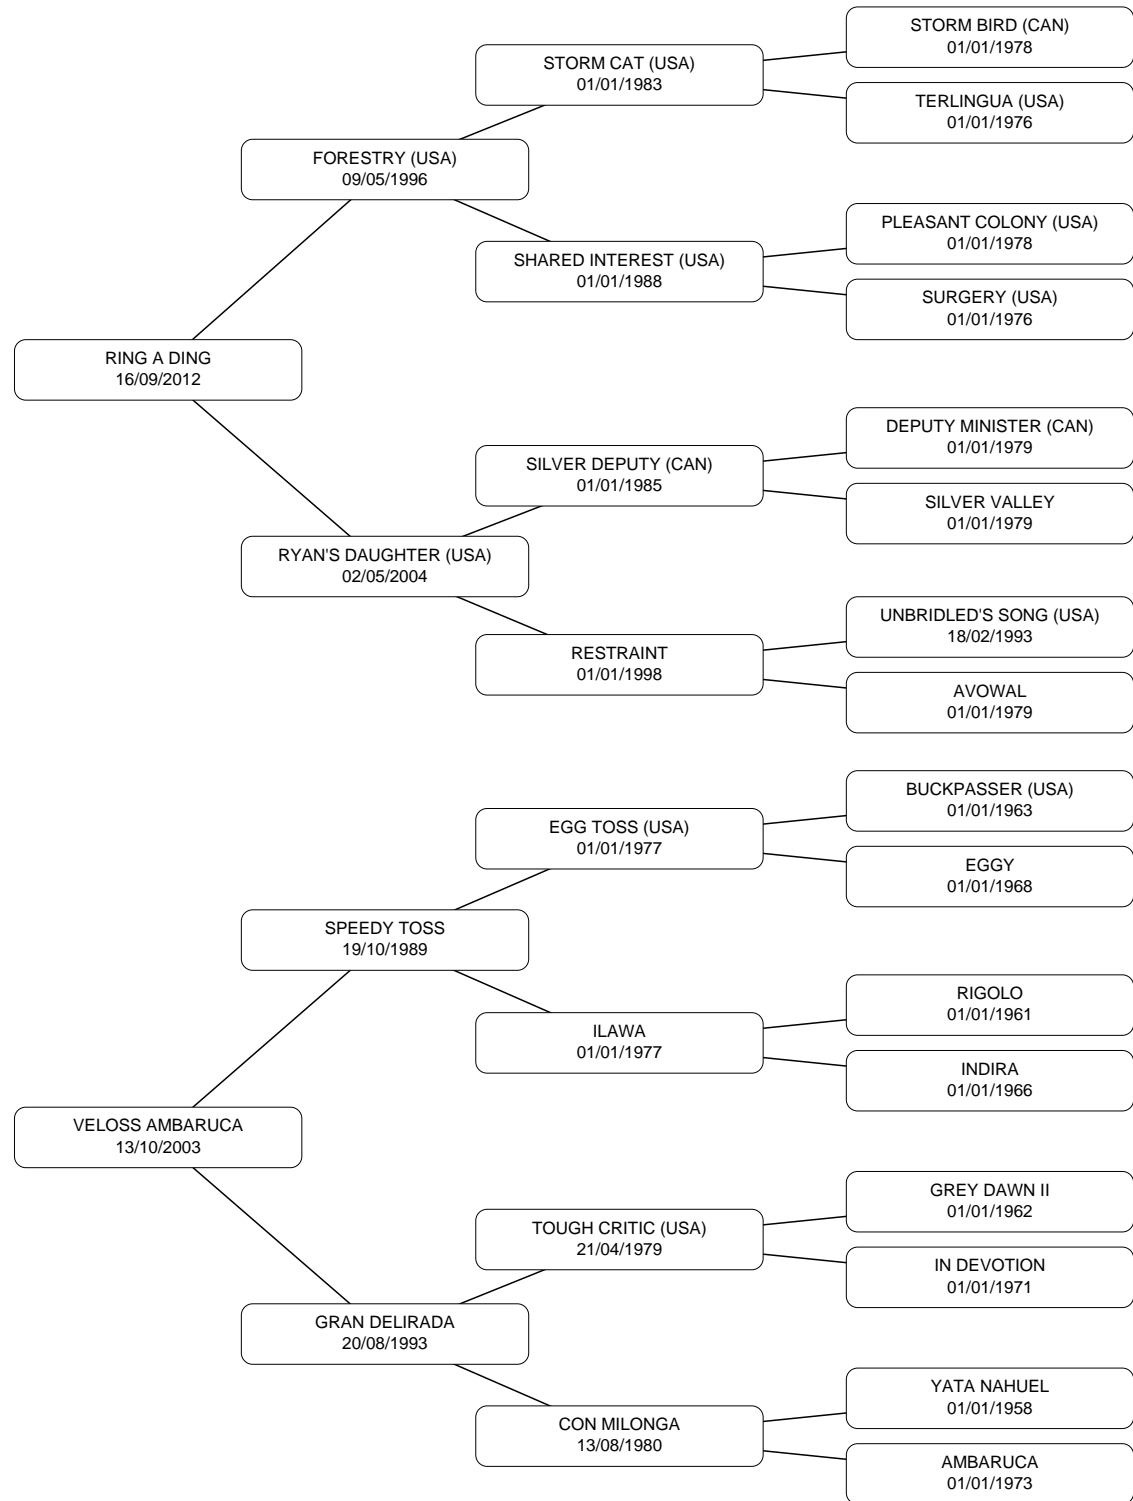 STORM BIRD (CAN)
01/01/1978
STORM CAT (USA)
01/01/1983
TERLINGUA (USA)
01/01/1976
FORESTRY (USA)
09/05/1996
PLEASANT COLONY (USA)
01/01/1978
SHARED INTEREST (USA)
01/01/1988
SURGERY (USA)
01/01/1976
RING A DING
16/09/2012
DEPUTY MINISTER (CAN)
01/01/1979
SILVER DEPUTY (CAN)
01/01/1985
SILVER VALLEY
01/01/1979
RYAN'S DAUGHTER (USA)
02/05/2004
UNBRIDLED'S SONG (USA)
18/02/1993
RESTRAINT
01/01/1998
AVOWAL
01/01/1979
BUCKPASSER (USA)
01/01/1963
EGG TOSS (USA)
01/01/1977
EGGY
01/01/1968
SPEEDY TOSS
19/10/1989
RIGOLO
01/01/1961
ILAWA
01/01/1977
INDIRA
01/01/1966
VELOSS AMBARUCA
13/10/2003
GREY DAWN II
01/01/1962
TOUGH CRITIC (USA)
21/04/1979
IN DEVOTION
01/01/1971
GRAN DELIRADA
20/08/1993
YATA NAHUEL
01/01/1958
CON MILONGA
13/08/1980
AMBARUCA
01/01/1973